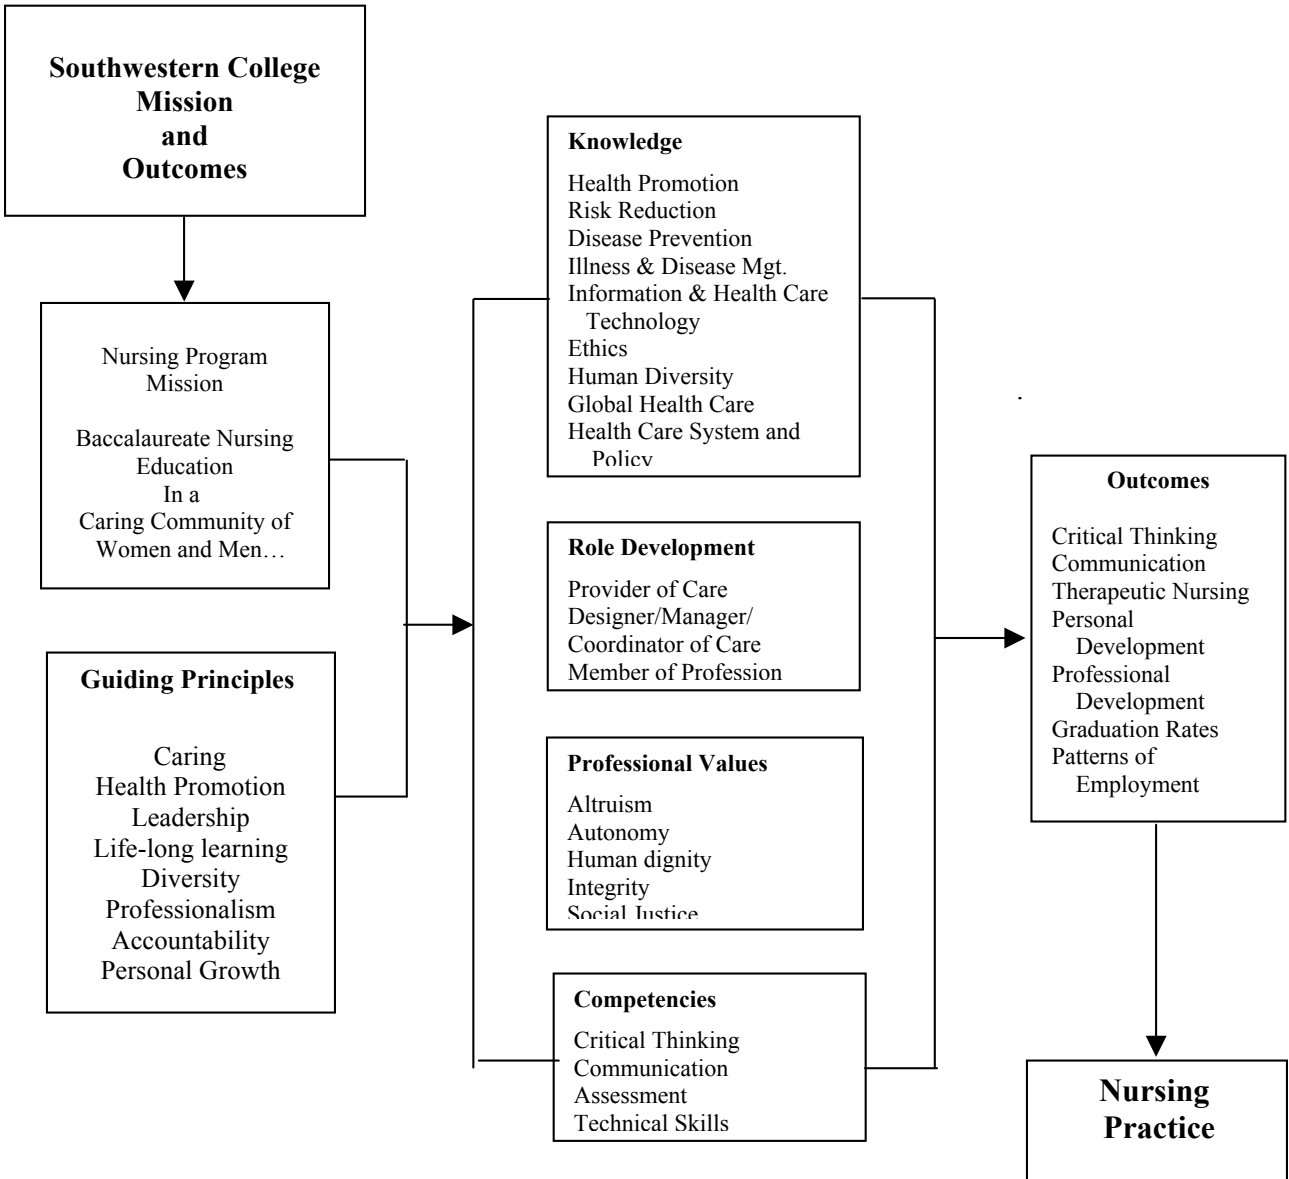 Southwestern College
Mission
and
Outcomes
Nursing Program
Mission
Baccalaureate Nursing
Education
In a
Caring Community of
Women and Men…
Guiding Principles
Caring
Health Promotion
Leadership
Life-long learning
Diversity
Professionalism
Accountability
Personal Growth
Knowledge
Health Promotion
Risk Reduction
Disease Prevention
Illness & Disease Mgt.
Information & Health Care
Technology
Ethics
Human Diversity
Global Health Care
Health Care System and
Policy
Role Development
Provider of Care
Designer/Manager/
Coordinator of Care
Member of Profession
Professional Values
Altruism
Autonomy
Human dignity
Integrity
Social Justice
Competencies
Critical Thinking
Communication
Assessment
Technical Skills
.
Outcomes
Critical Thinking
Communication
Therapeutic Nursing
Personal
Development
Professional
Development
Graduation Rates
Patterns of
Employment
Nursing
Practice